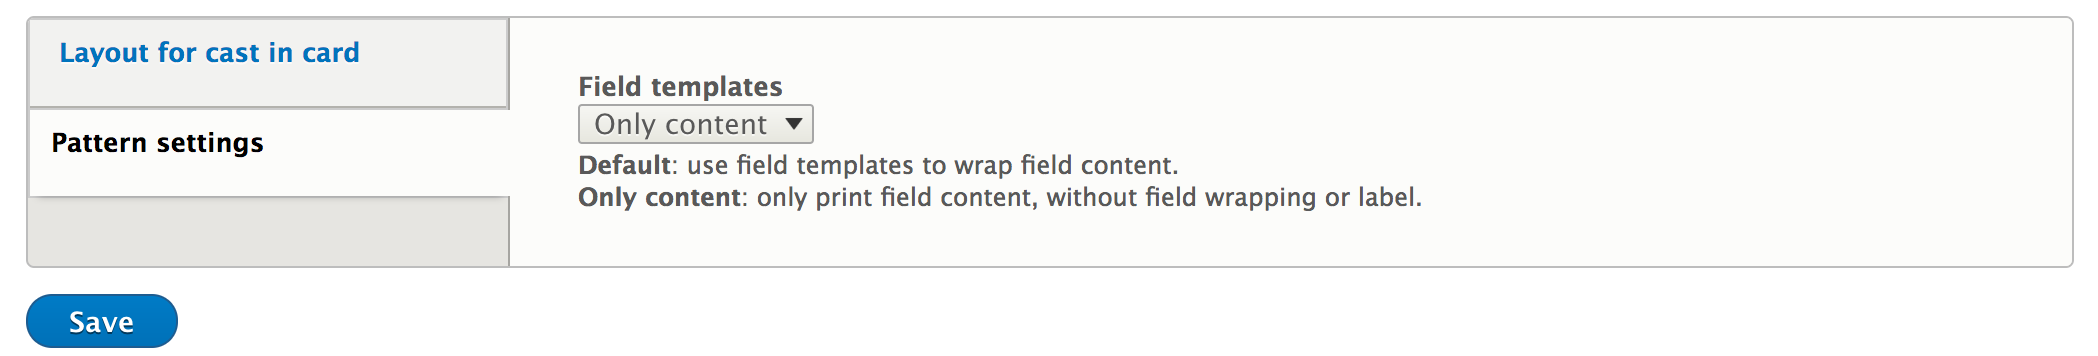 Layout for cast in card
Pattern settings
Field templates
Only content
Default: use field templates to wrap field content.
Only content: only print field content, without field wrapping or label.
Save